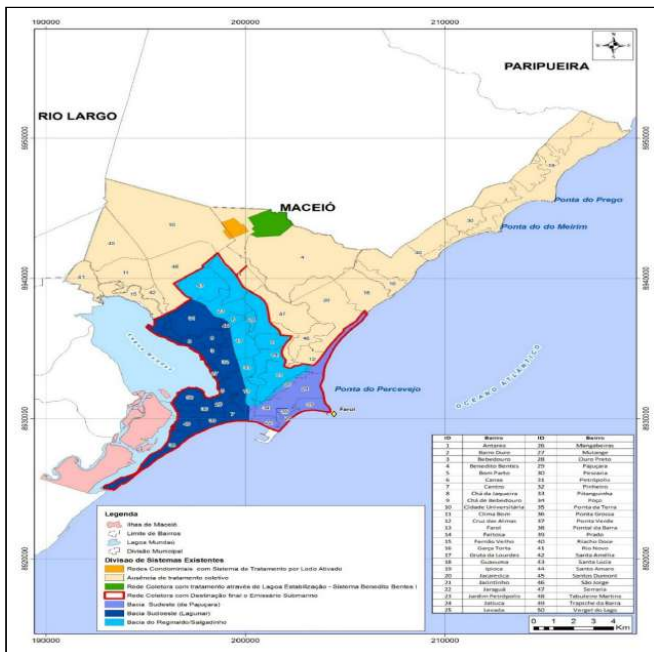 190000 200000 210000
PARIPUEIRA
RIO LARGO
MACEIÓ
Ponta do Prego
Ponta do do Meirim
Ponta do Percevejo
OCEANO ATLÂNTICO
Farol
Legenda
Ilhas de Maceió
Limite de Bairros
Lagoa Mundaú
Divisão Municipal
Divisao de Sistemas Existentes
Redes Condominiais com Sistema de Tratamento por Lodo Ativado
Ausência de tratamento coletivo
Rede Coletora com tratamento através de Lagoa Estabilização - Sistema Benedito Bentes I
Rede Coletora com Destinação final o Emissário Submarino
Bacia Sudeste (da Pajuçara)
Bacia Sudoeste (Lagunar)
Bacia do Reginaldo/Salgadinho
ID Bairro ID Bairro
1 Antares 26 Mangabeiras
2 Barro Duro 27 Mutange
3 Bebedouro 28 Ouro Preto
4 Benedito Bentes 29 Pajuçara
5 Bom Parto 30 Pescaria
6 Canaa 31 Petrópolis
7 Centro 32 Pinheiro
8 Chã da Jaqueira 33 Pitanguinha
9 Chã de Bebedouro 34 Poço
10 Cidade Universitária 35 Ponta da Terra
11 Clima Bom 36 Ponta Grossa
12 Cruz das Almas 37 Ponta Verde
13 Farol 38 Pontal da Barra
14 Feitosa 39 Prado
15 Fernão Velho 40 Riacho Doce
16 Garça Torta 41 Rio Novo
17 Gruta de Lourdes 42 Santa Amélia
18 Guaxuma 43 Santa Lúcia
19 Ipioca 44 Santo Amaro
20 Jacarecica 45 Santos Dumont
21 Jacintinho 46 São Jorge
22 Jaraguá 47 Serraria
23 Jardim Petrópolis 48 Tabuleiro Martins
24 Jatiúca 49 Trapiche da Barra
25 Levada 50 Vergel do Lago
0 1 2 3 4
Km
190000 200000 210000